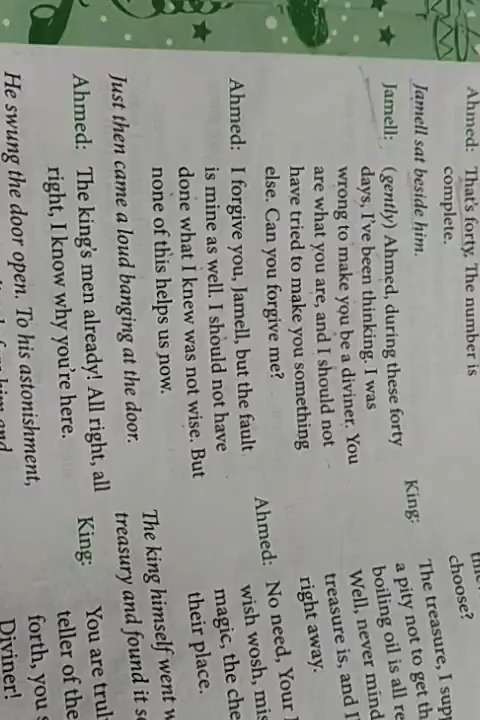 Ahmed: That's forty. The number is
complete.
Jamell sat beside him.
Jamell: (gently) Ahmed, during these forty
days, I've been thinking. I was
wrong to make you be a diviner. You
are what you are, and I should not
have tried to make you something
else. Can you forgive me?
Ahmed: I forgive you, Jamell, but the fault
is mine as well. I should not have
done what I knew was not wise. But
none of this helps us now.
Just then came a loud banging at the door.
Ahmed: The king's men already! All right, all
right, I know why you're here.
He swung the door open. To his astonishment,
him and
choose?
King: The treasure, I
a pity not to get
boiling oil is all
Well, never mind
treasure is, and
right away.
Ahmed: No need, Your
wish wosh,
magic, the
their place.
The king himself went
treasury and found it
King: You are
teller of the
forth, you
Diviner!